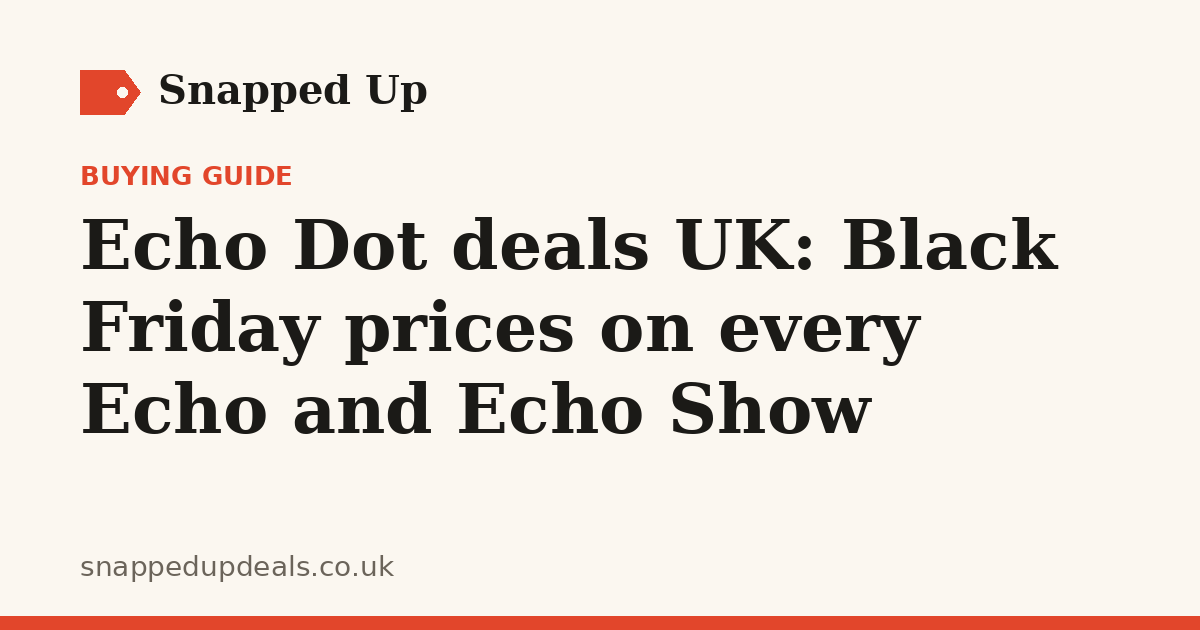 Snapped Up
BUYING GUIDE
Echo Dot deals UK: Black
Friday prices on every
Echo and Echo Show
snappedupdeals.co.uk